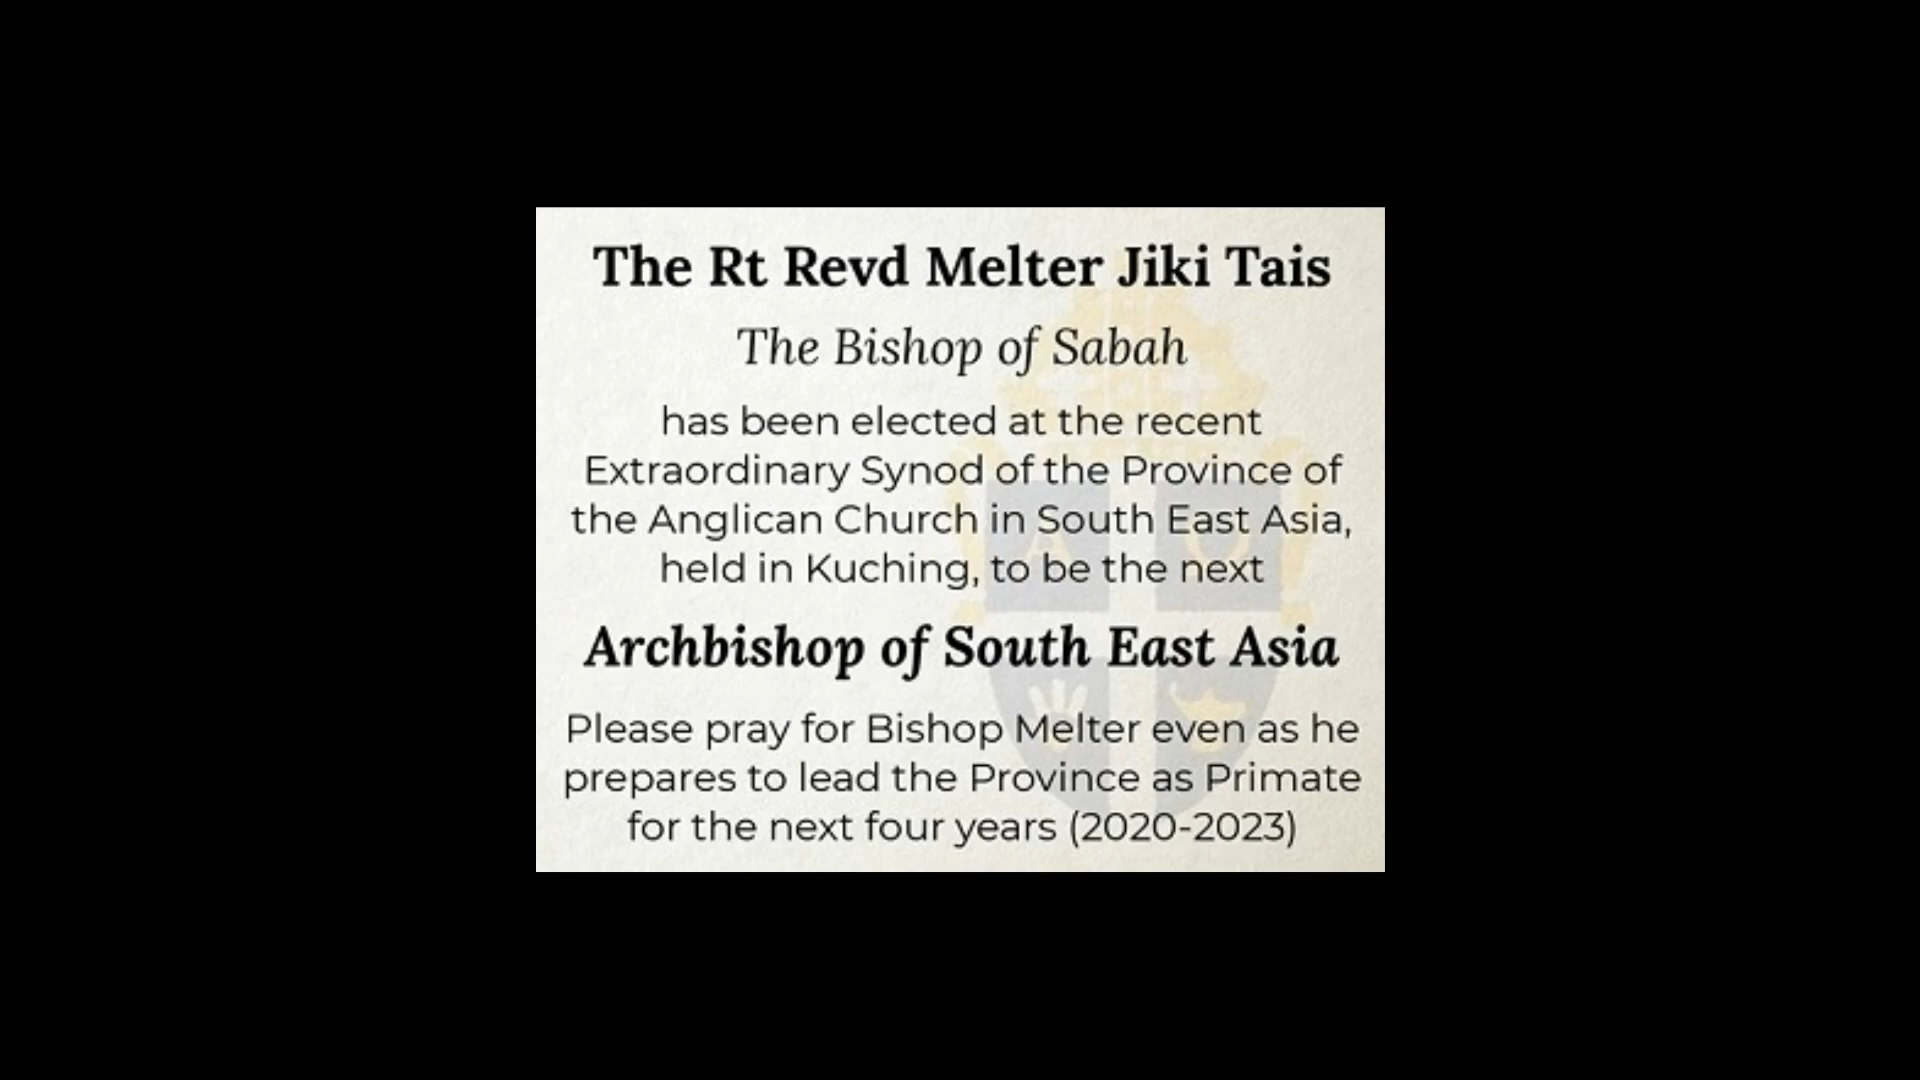 The Rt Revd Melter Jiki Tais
The Bishop of Sabah
has been elected at the recent
Extraordinary Synod of the Province of
the Anglican Church in South East Asia,
held in Kuching, to be the next
Archbishop of South East Asia
Please pray for Bishop Melter even as he
prepares to lead the Province as Primate
for the next four years (2020-2023)